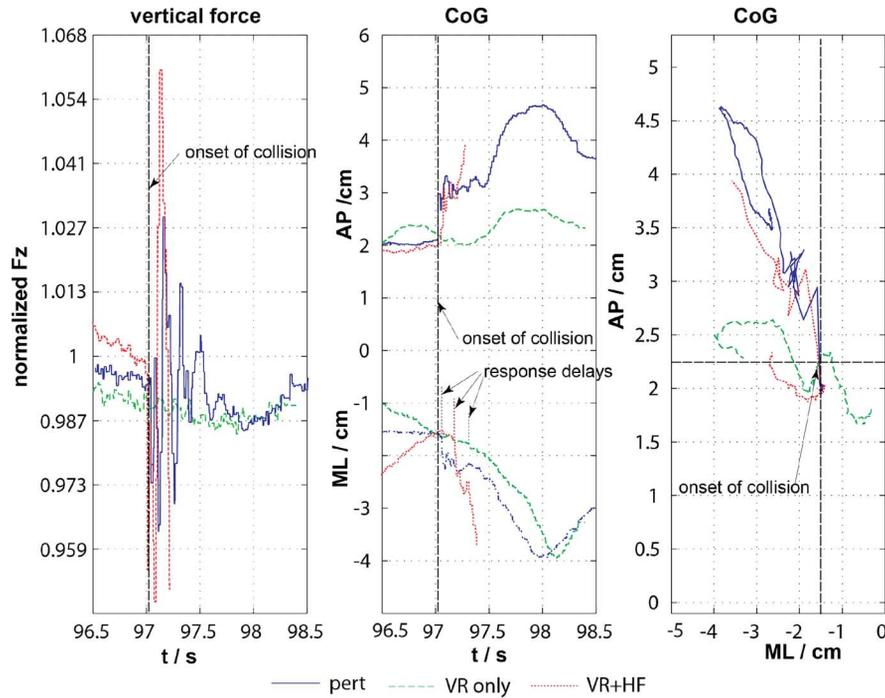 vertical force
CoG
CoG
1.068
1.054
1.041
1.027
1.013
1
0.987
0.973
0.959
normalized Fz
onset of collision
96.5 97 97.5 98 98.5
t / s
6
5
4
3
2
1
0
-1
-3
-4
-5
AP /cm
ML / cm
onset of collision
response delays
96.5 97 97.5 98 98.5
t / s
5
4.5
4
3.5
3
2.5
2
1.5
1
0.5
0
AP / cm
onset of collision
-5 -4 -3 -2 -1 0
ML / cm
pert VR only VR+HF